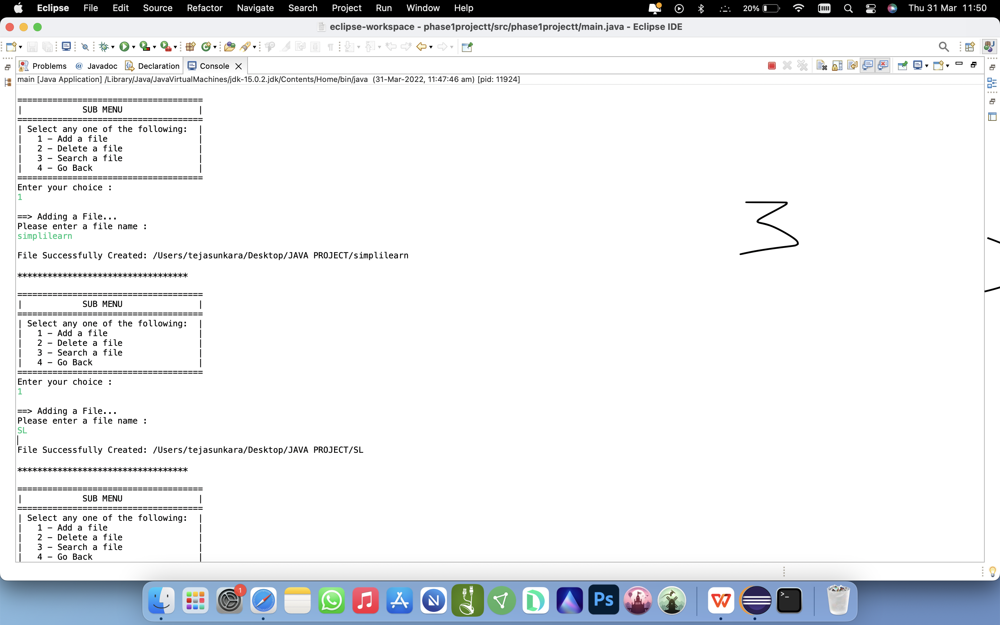 Eclipse File Edit Source Refactor Navigate Search Project Run Window Help 20% Thu 31 Mar 11:50
eclipse-workspace - phase1projectt/src/phase1projectt/main.java - Eclipse IDE
Problems @ Javadoc Declaration Console
main [Java Application] /Library/Java/JavaVirtualMachines/jdk-15.0.2.jdk/Contents/Home/bin/java (31-Mar-2022, 11:47:46 am) [pid: 11924]
=====================================
| SUB MENU |
=====================================
| Select any one of the following: |
| 1 - Add a file |
| 2 - Delete a file |
| 3 - Search a file |
| 4 - Go Back |
=====================================
Enter your choice :
1
==> Adding a File...
Please enter a file name :
simplilearn
3
File Successfully Created: /Users/tejasunkara/Desktop/JAVA PROJECT/simplilearn
**********************************
=====================================
| SUB MENU |
=====================================
| Select any one of the following: |
| 1 - Add a file |
| 2 - Delete a file |
| 3 - Search a file |
| 4 - Go Back |
=====================================
Enter your choice :
1
==> Adding a File...
Please enter a file name :
SL
File Successfully Created: /Users/tejasunkara/Desktop/JAVA PROJECT/SL
**********************************
=====================================
| SUB MENU |
=====================================
| Select any one of the following: |
| 1 - Add a file |
| 2 - Delete a file |
| 3 - Search a file |
| 4 - Go Back |
1
N Ps W >_